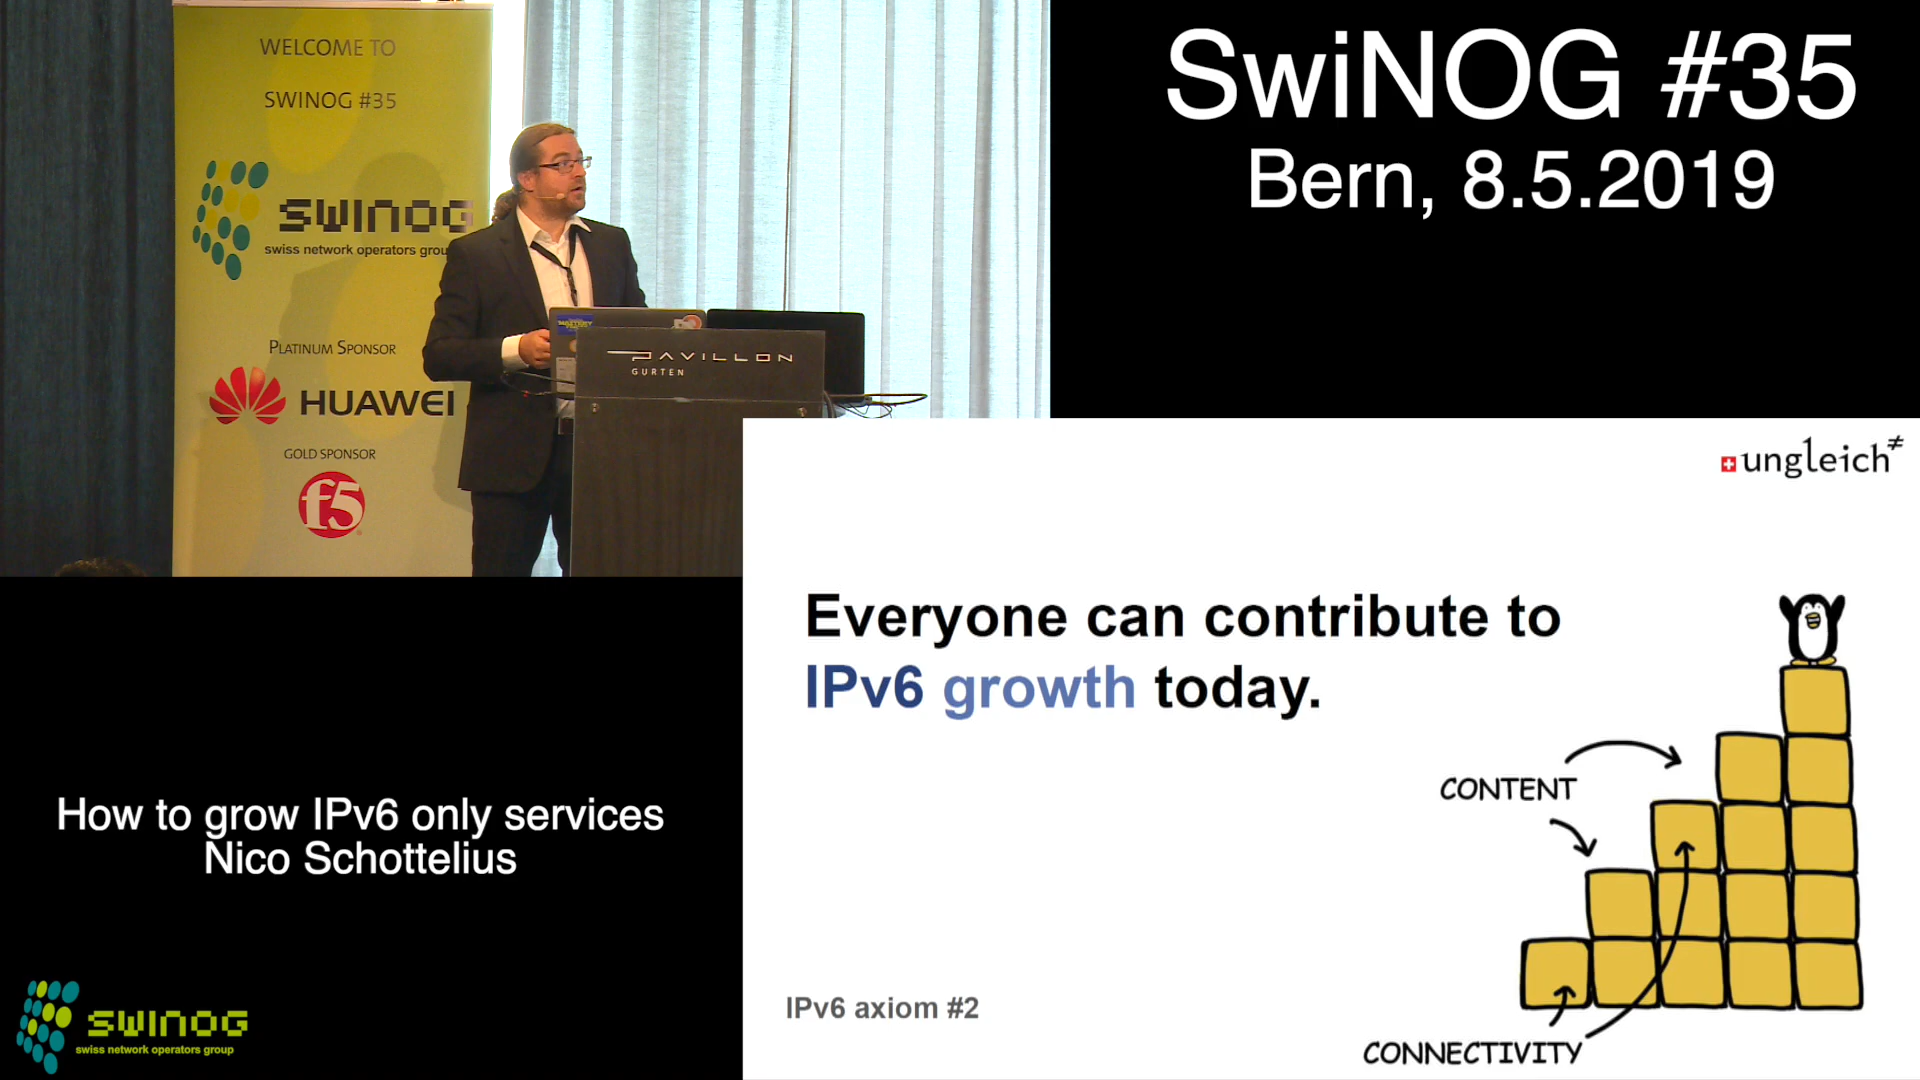 WELCOME TO
SWINOG #35
swinog
swiss network operators grou
PLATINUM SPONSOR
HUAWEI
GOLD SPONSOR
f5
PAVILLON
GURTEN
SwiNOG #35
Bern, 8.5.2019
ungleich≠
Everyone can contribute to
IPv6 growth today.
CONTENT
CONNECTIVITY
IPv6 axiom #2
How to grow IPv6 only services
Nico Schottelius
swinog
swiss network operators group